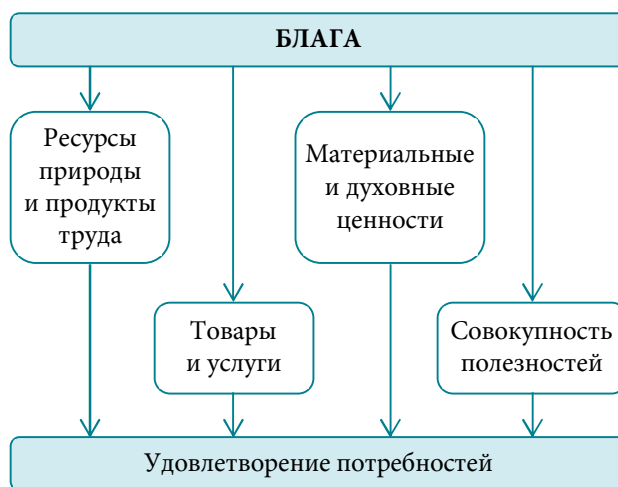 БЛАГА
Ресурсы
природы
и продукты
труда
Материальные
и духовные
ценности
Товары
и услуги
Совокупность
полезностей
Удовлетворение потребностей